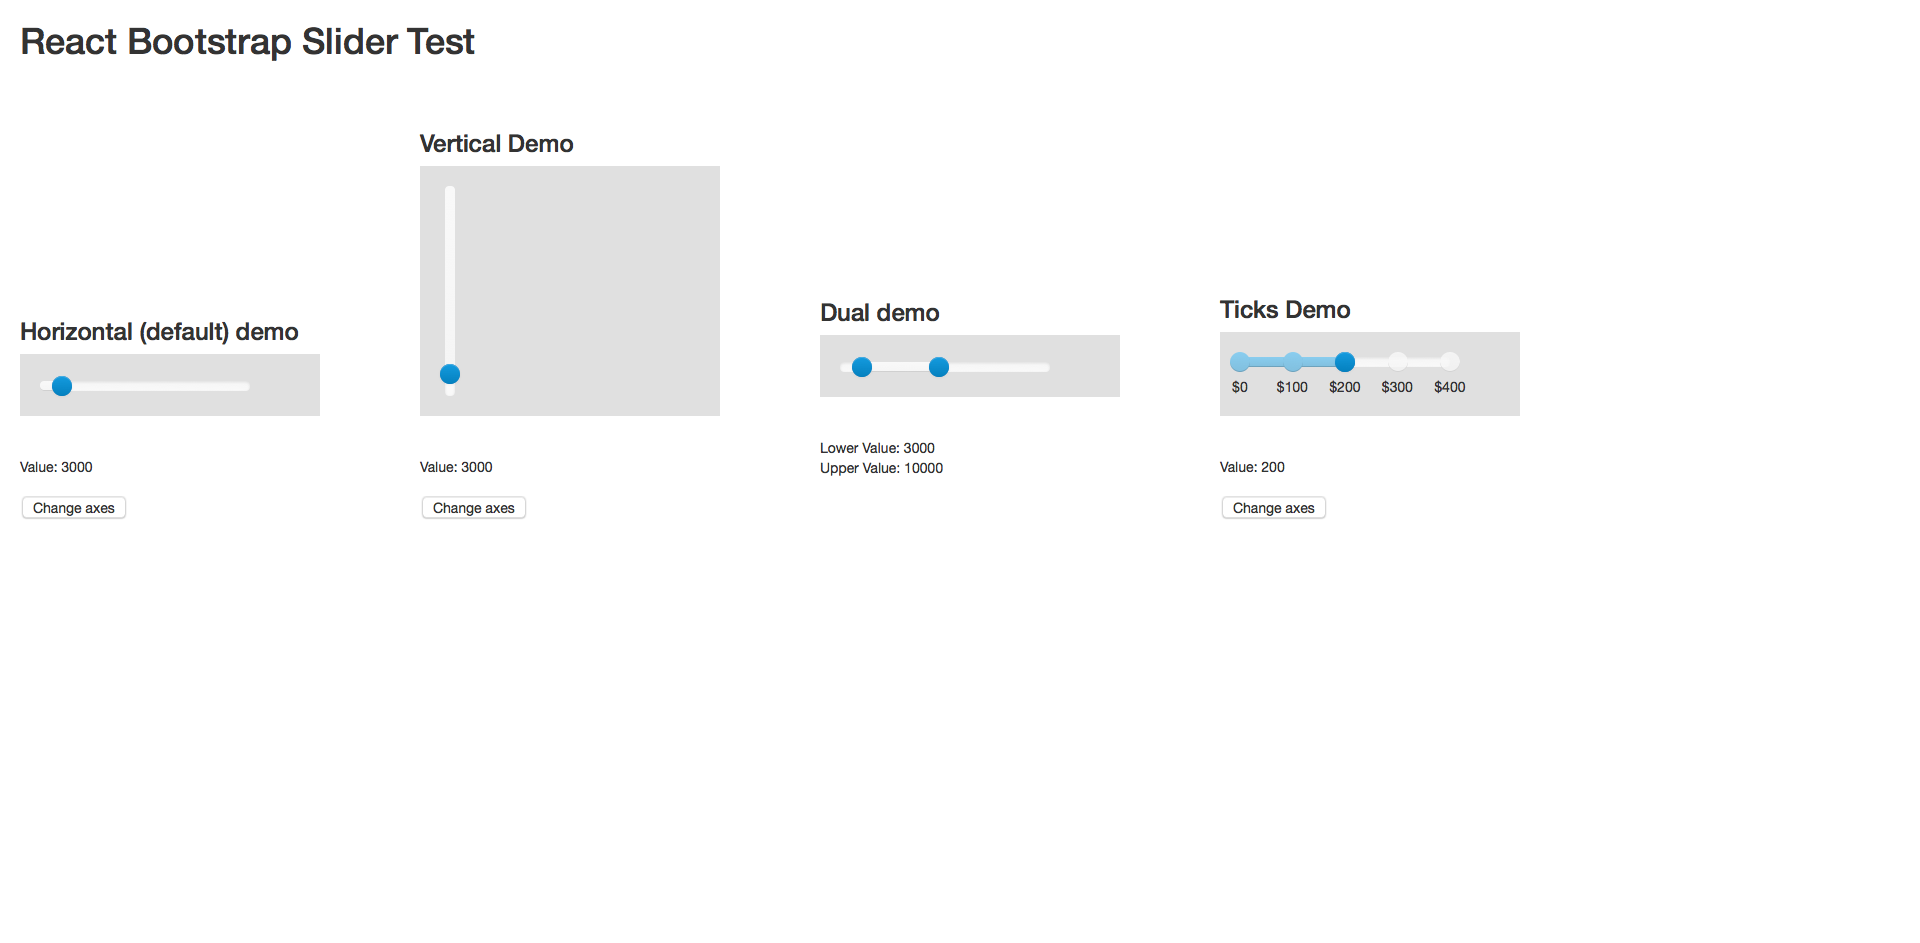 React Bootstrap Slider Test
Horizontal (default) demo
Value: 3000
Change axes
Vertical Demo
Value: 3000
Change axes
Dual demo
Lower Value: 3000
Upper Value: 10000
Ticks Demo
$0 $100 $200 $300 $400
Value: 200
Change axes